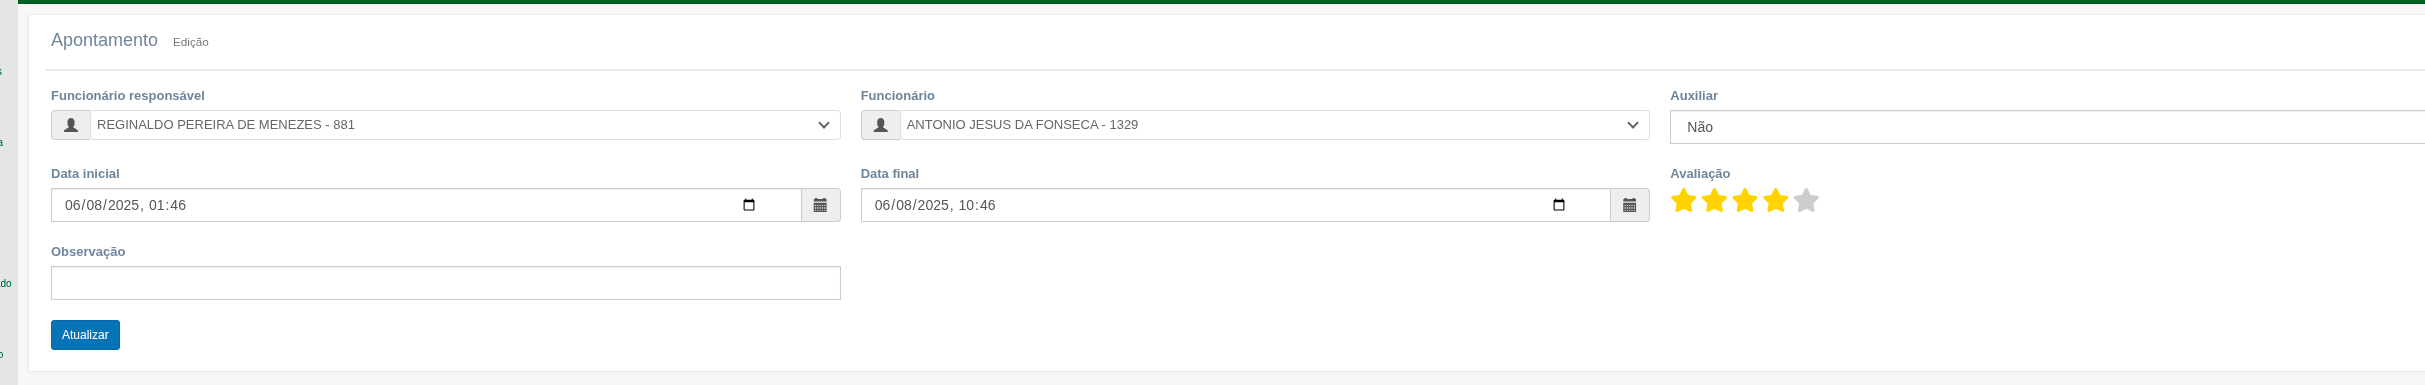 Apontamento Edição
Funcionário responsável Funcionário Auxiliar
REGINALDO PEREIRA DE MENEZES - 881 ANTONIO JESUS DA FONSECA - 1329 Não
Data inicial Data final Avaliação
06/08/2025, 01:46 06/08/2025, 10:46
Observação
Atualizar